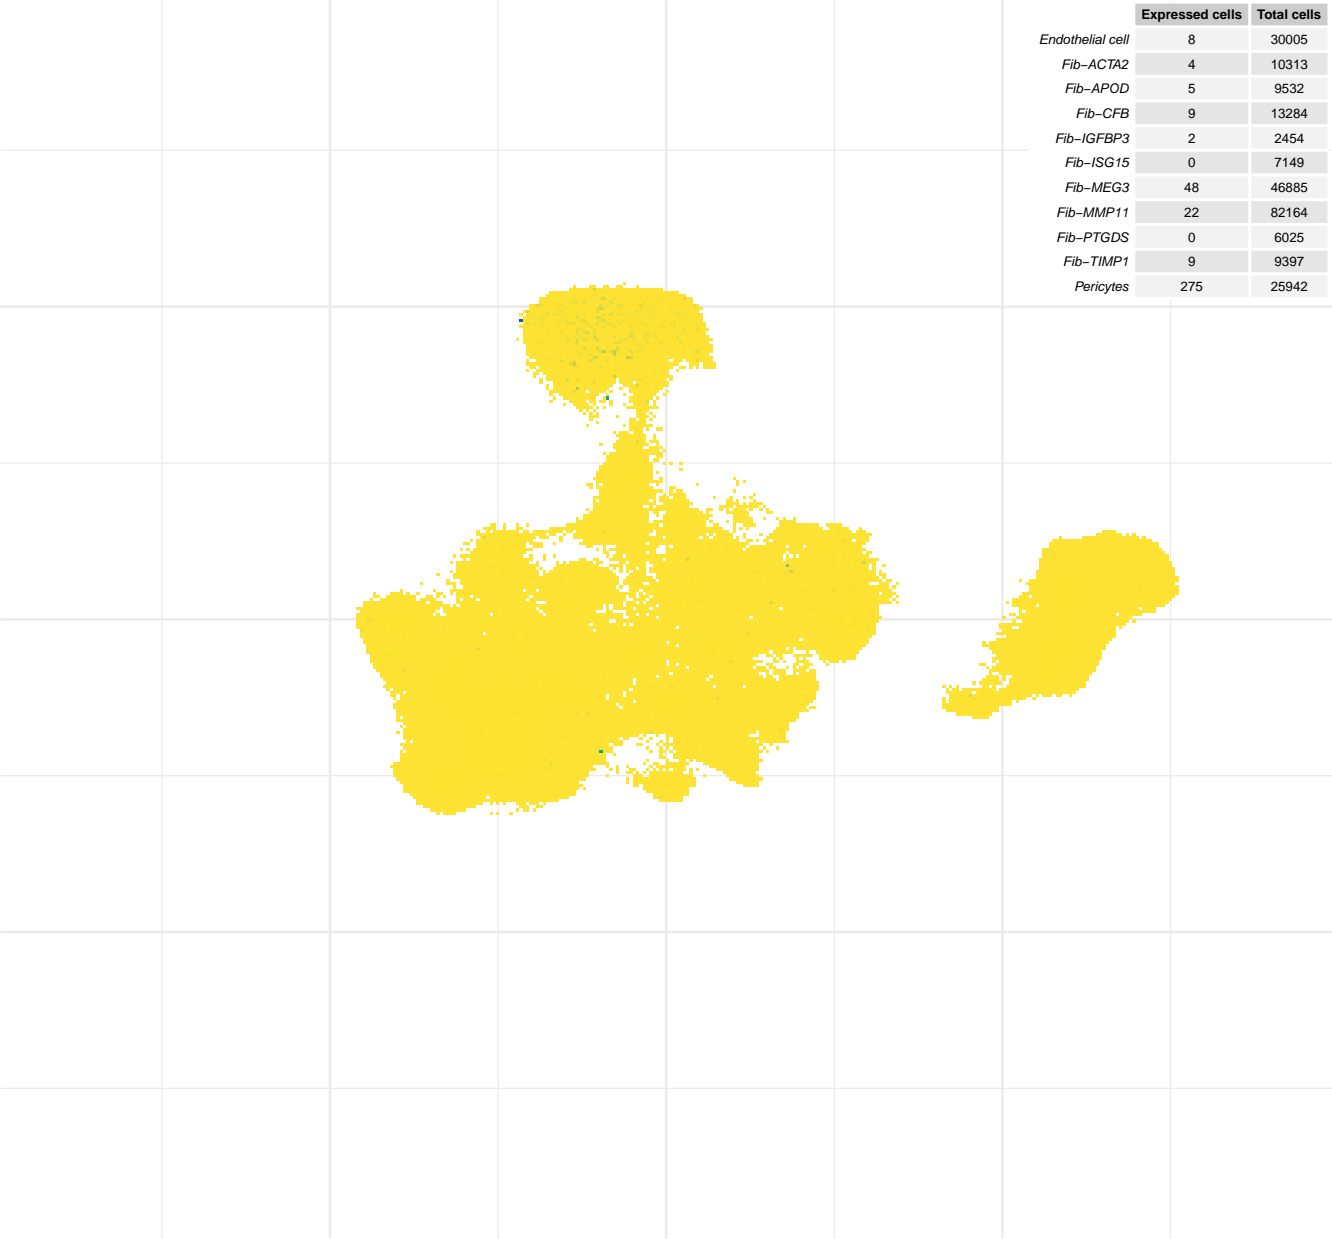 Expressed cells Total cells
Endothelial cell 8 30005
Fib−ACTA2 4 10313
Fib−APOD 5 9532
Fib−CFB 9 13284
Fib−IGFBP3 2 2454
Fib−ISG15 0 7149
Fib−MEG3 48 46885
Fib−MMP11 22 82164
Fib−PTGDS 0 6025
Fib−TIMP1 9 9397
Pericytes 275 25942